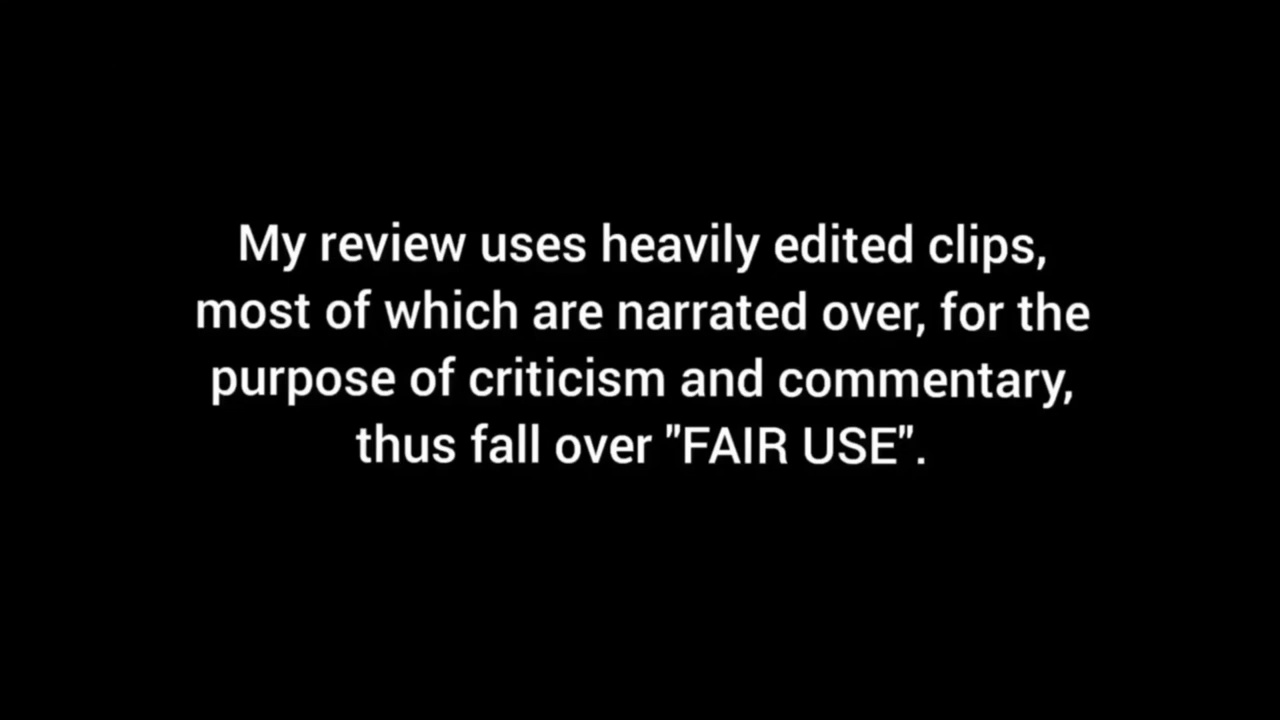 My review uses heavily edited clips,
most of which are narrated over, for the
purpose of criticism and commentary,
thus fall over "FAIR USE".